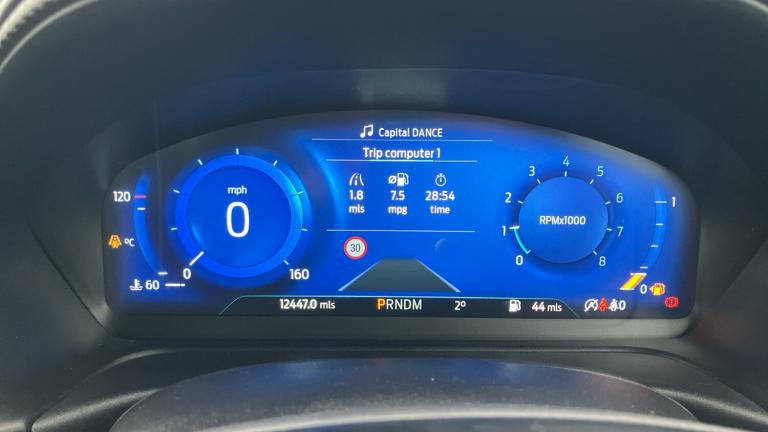 Capital DANCE
Trip computer 1
1.8 7.5 28:54
mls mpg time
120
°C
60
mph
0
0 160
30
0 1 2 3 4 5 6 7 8
RPMx1000
1
0
12447.0 mls PRNDM 2° 44 mls